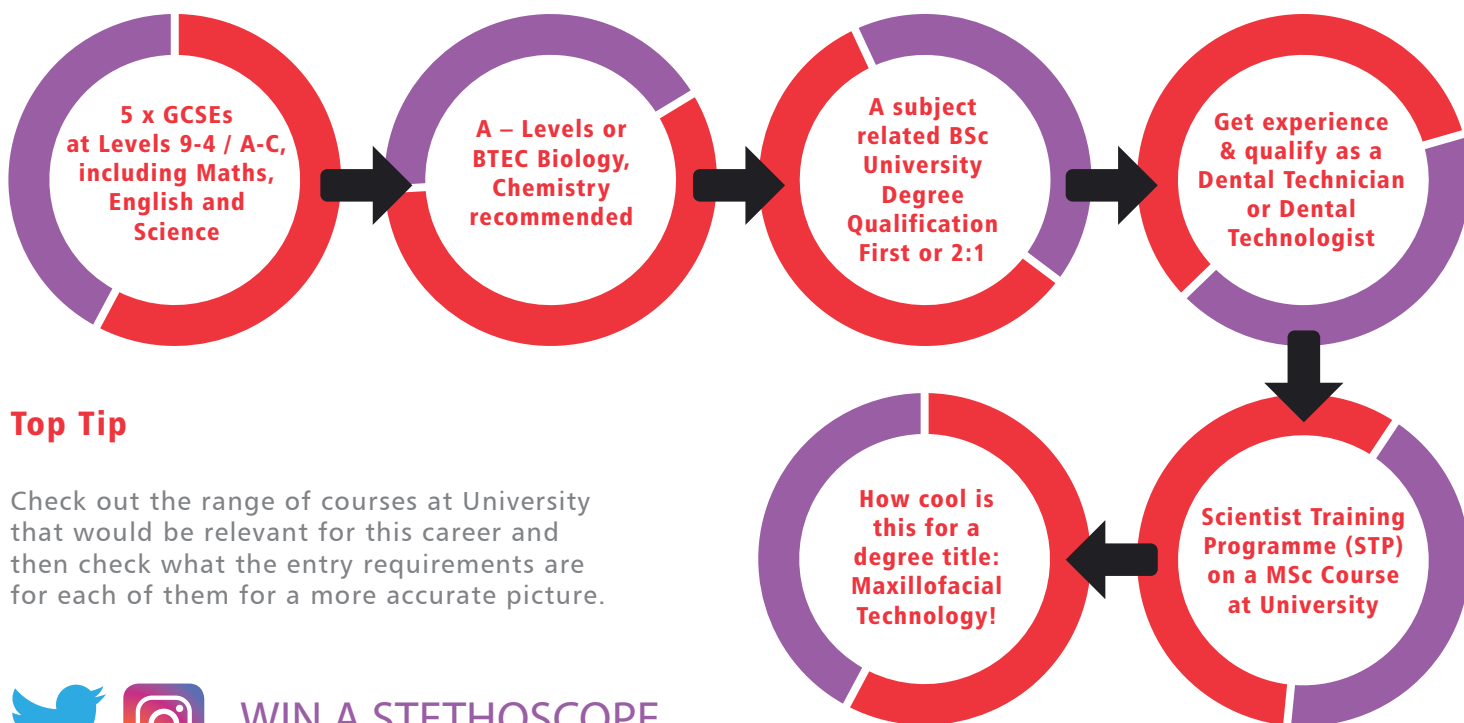 5 x GCSEs
at Levels 9-4 / A-C,
including Maths,
English and
Science
A – Levels or
BTEC Biology,
Chemistry
recommended
A subject
related BSc
University
Degree
Qualification
First or 2:1
Get experience
& qualify as a
Dental Technician
or Dental
Technologist
Scientist Training
Programme (STP)
on a MSc Course
at University
How cool is
this for a
degree title:
Maxillofacial
Technology!
Top Tip
Check out the range of courses at University
that would be relevant for this career and
then check what the entry requirements are
for each of them for a more accurate picture.
WIN A STETHOSCOPE